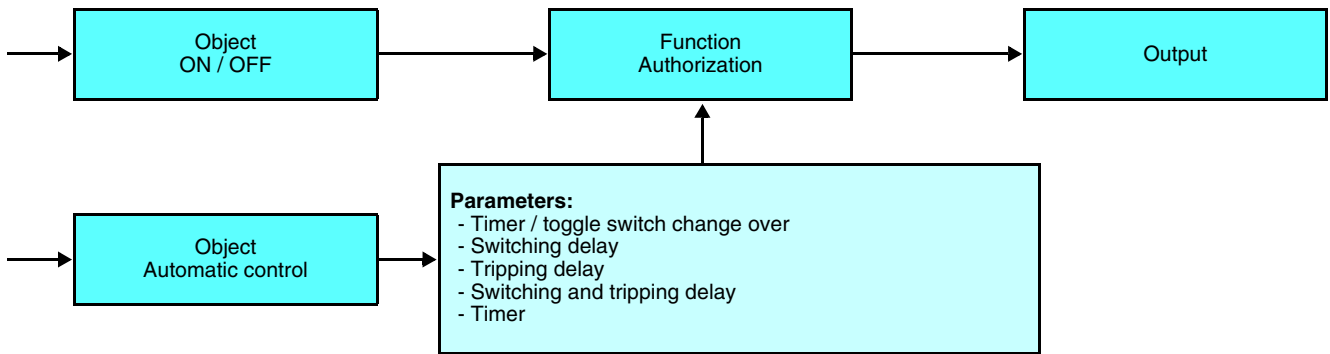 Object
ON / OFF
Function
Authorization
Output
Object
Automatic control
Parameters:
- Timer / toggle switch change over
- Switching delay
- Tripping delay
- Switching and tripping delay
- Timer